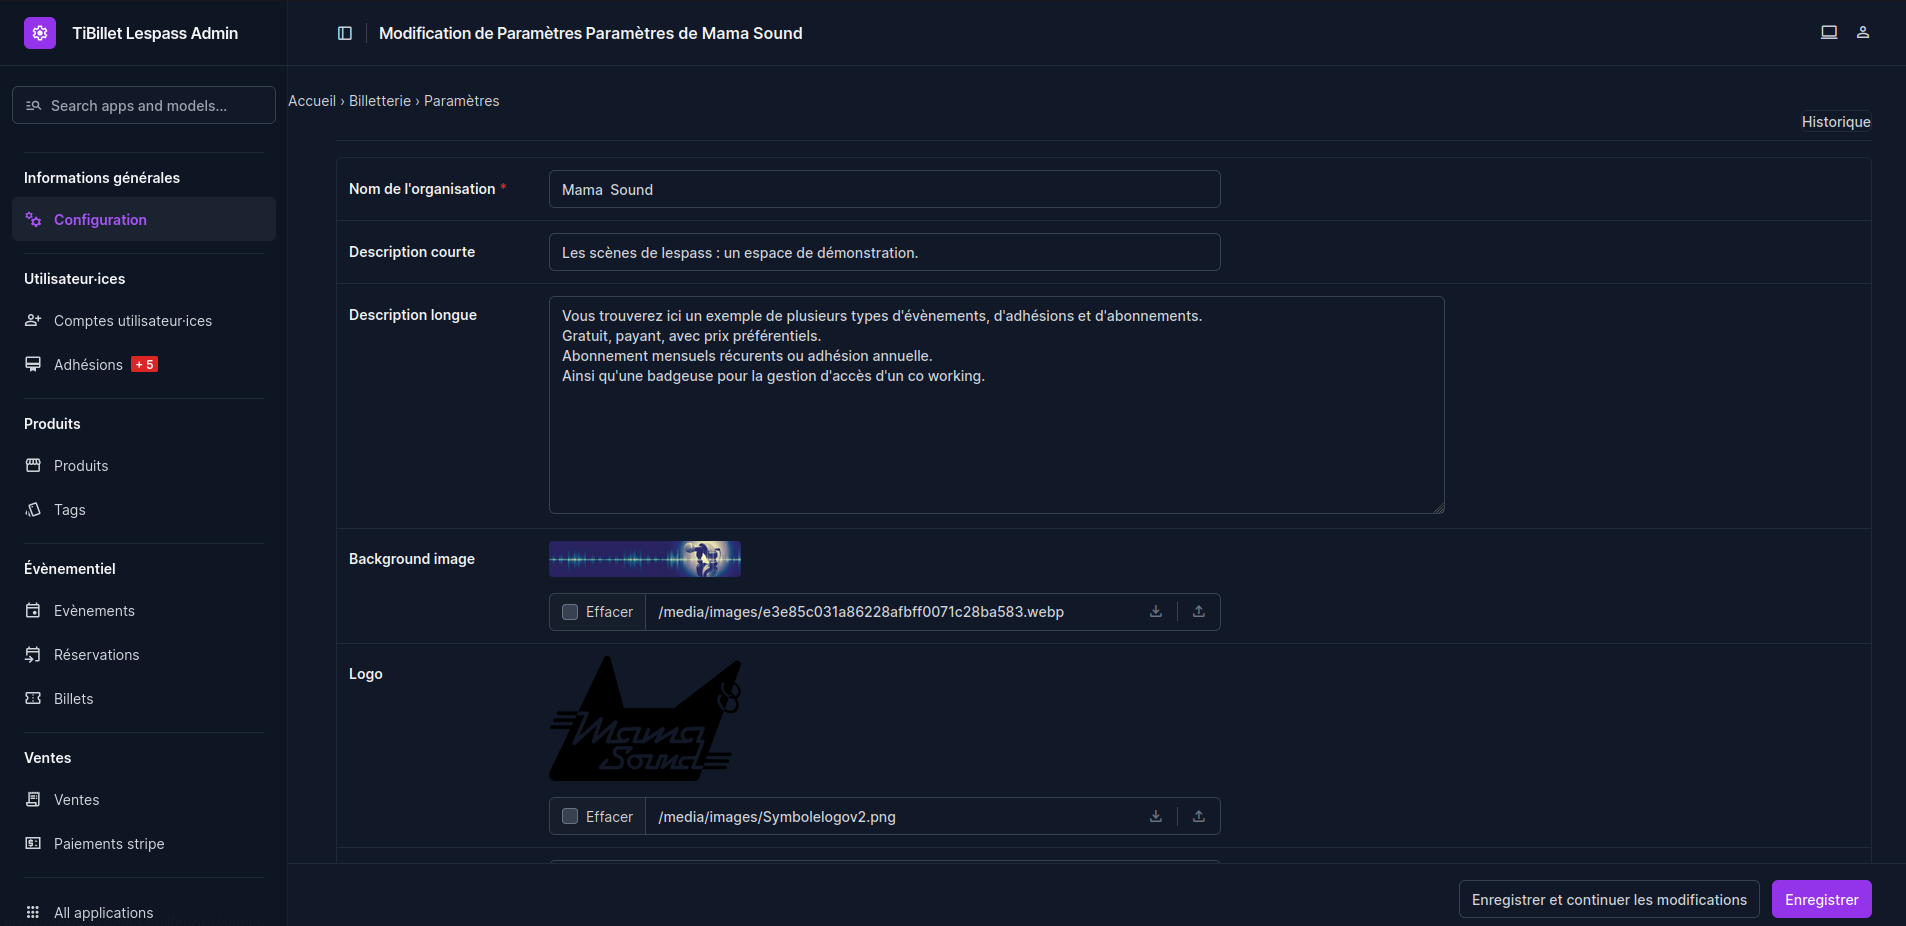 TiBillet Lespass Admin
Modification de Paramètres Paramètres de Mama Sound
Search apps and models...
Accueil › Billetterie › Paramètres
Historique
Informations générales
Configuration
Utilisateur·ices
Comptes utilisateur·ices
Adhésions + 5
Produits
Produits
Tags
Évènementiel
Evènements
Réservations
Billets
Ventes
Ventes
Paiements stripe
All applications
Nom de l'organisation *
Mama  Sound
Description courte
Les scènes de lespass : un espace de démonstration.
Description longue
Vous trouverez ici un exemple de plusieurs types d'évènements, d'adhésions et d'abonnements.
Gratuit, payant, avec prix préférentiels.
Abonnement mensuels récurents ou adhésion annuelle.
Ainsi qu'une badgeuse pour la gestion d'accès d'un co working.
Background image
Effacer
/media/images/e3e85c031a86228afbff0071c28ba583.webp
Logo
Mama
Sound
Effacer
/media/images/Symbolelogov2.png
Enregistrer et continuer les modifications
Enregistrer